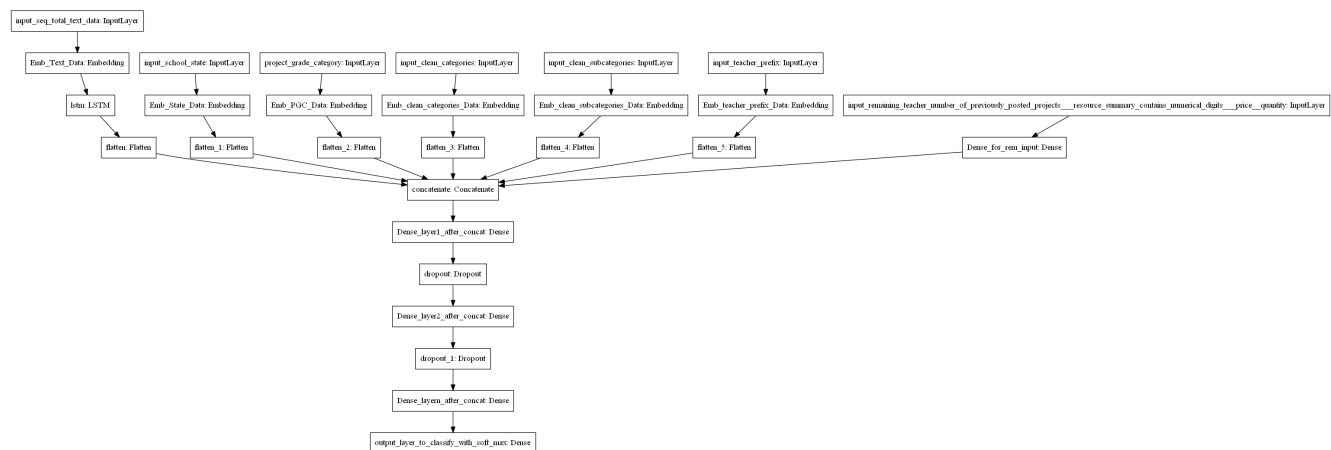 input_seq_total_text_data: InputLayer
Emb_Text_Data: Embedding
input_school_state: InputLayer
project_grade_category: InputLayer
input_clean_categories: InputLayer
input_clean_subcategories: InputLayer
input_teacher_prefix: InputLayer
lstm: LSTM
Emb_State_Data: Embedding
Emb_PGC_Data: Embedding
Emb_clean_categories_Data: Embedding
Emb_clean_subcategories_Data: Embedding
Emb_teacher_prefix_Data: Embedding
input_remaining_teacher_number_of_previously_posted_projects___resource_summary_contains_numerical_digits___price__quantity: InputLayer
flatten: Flatten
flatten_1: Flatten
flatten_2: Flatten
flatten_3: Flatten
flatten_4: Flatten
flatten_5: Flatten
Dense_for_rem_input: Dense
concatenate: Concatenate
Dense_layer1_after_concat: Dense
dropout: Dropout
Dense_layer2_after_concat: Dense
dropout_1: Dropout
Dense_layern_after_concat: Dense
output_layer_to_classify_with_soft_max: Dense